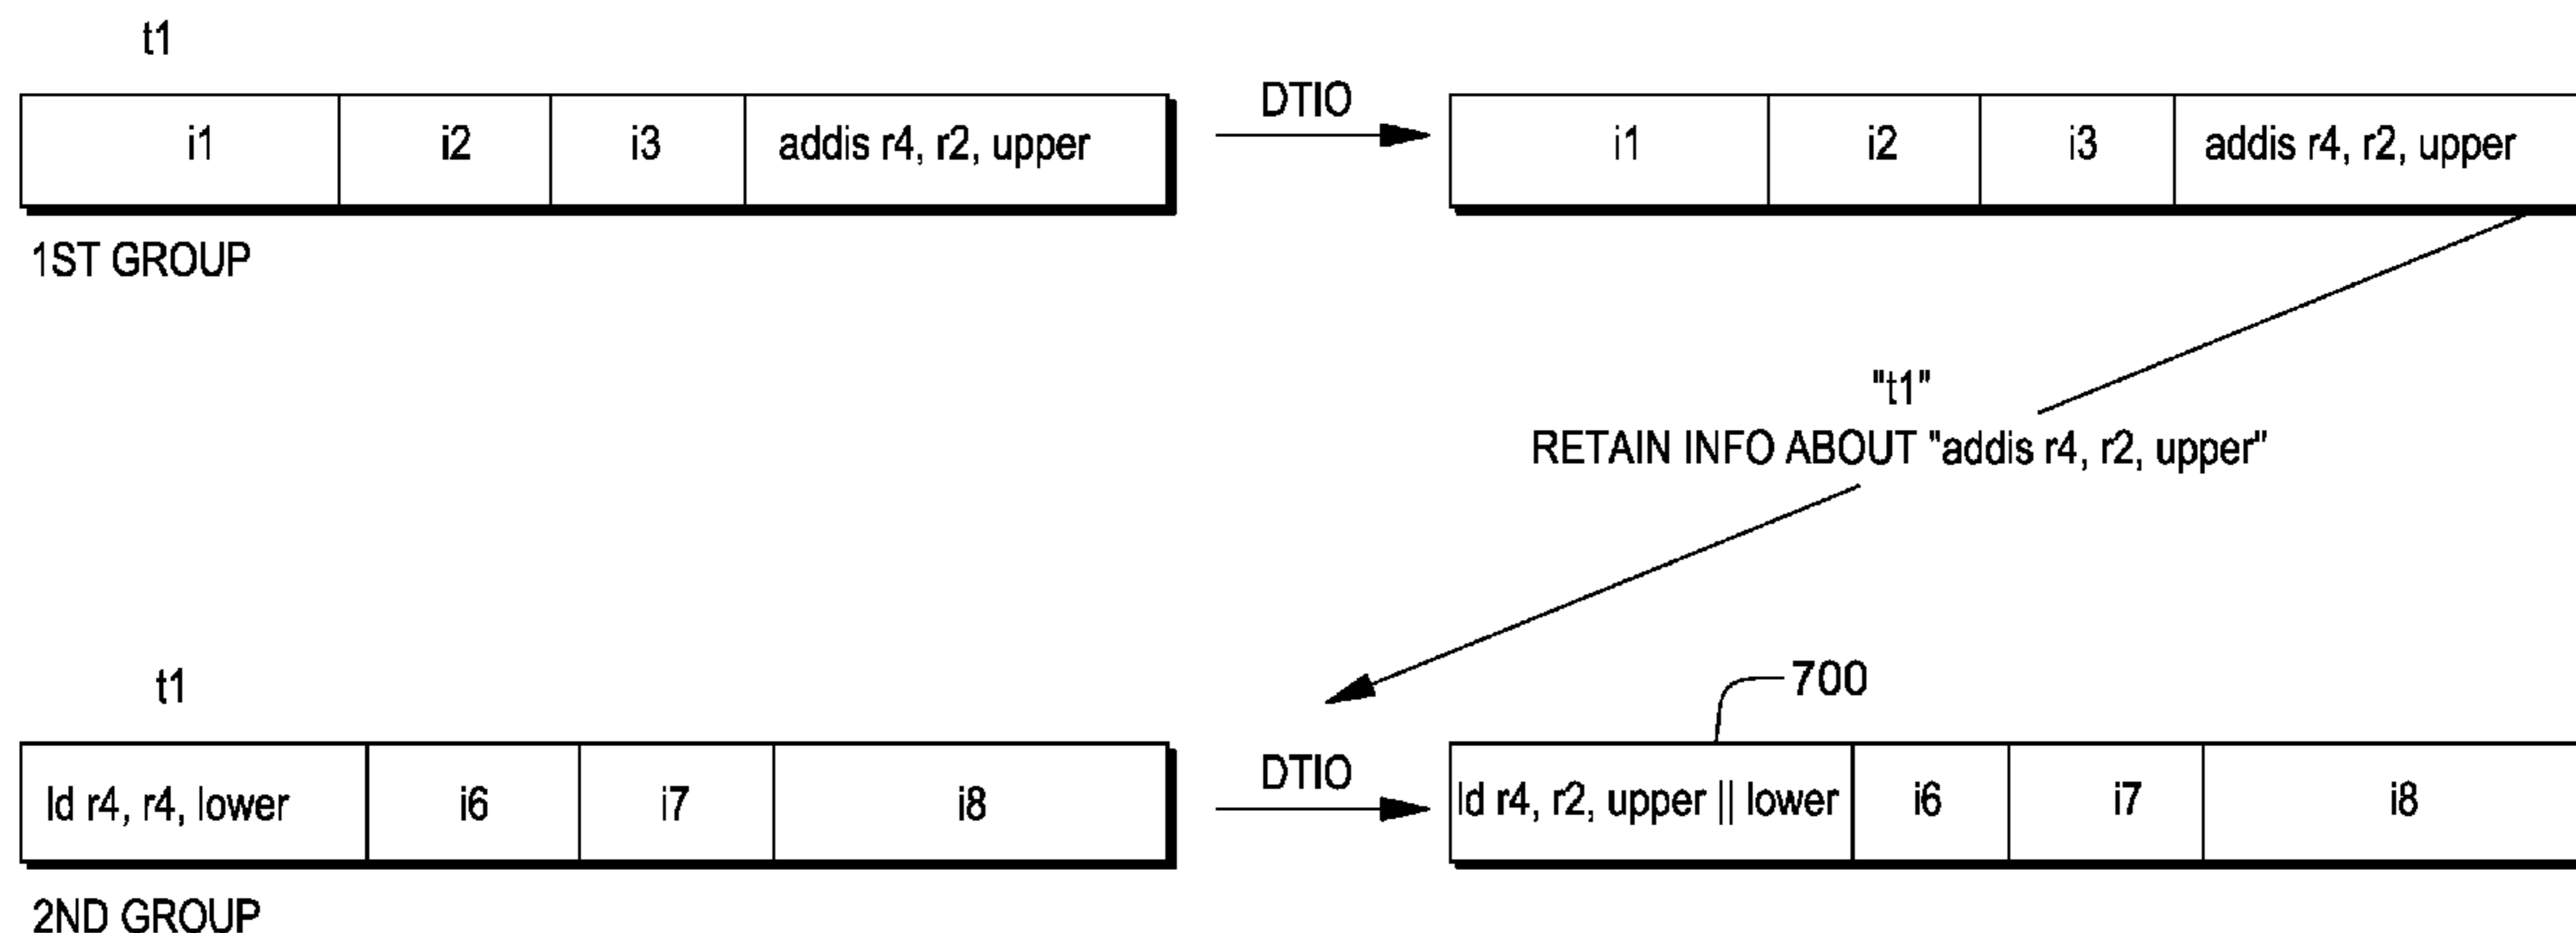 t1
i1 i2 i3 addis r4, r2, upper DTIO i1 i2 i3 addis r4, r2, upper
1ST GROUP
"t1"
RETAIN INFO ABOUT "addis r4, r2, upper"
t1 700
ld r4, r4, lower i6 i7 i8 DTIO ld r4, r2, upper || lower i6 i7 i8
2ND GROUP